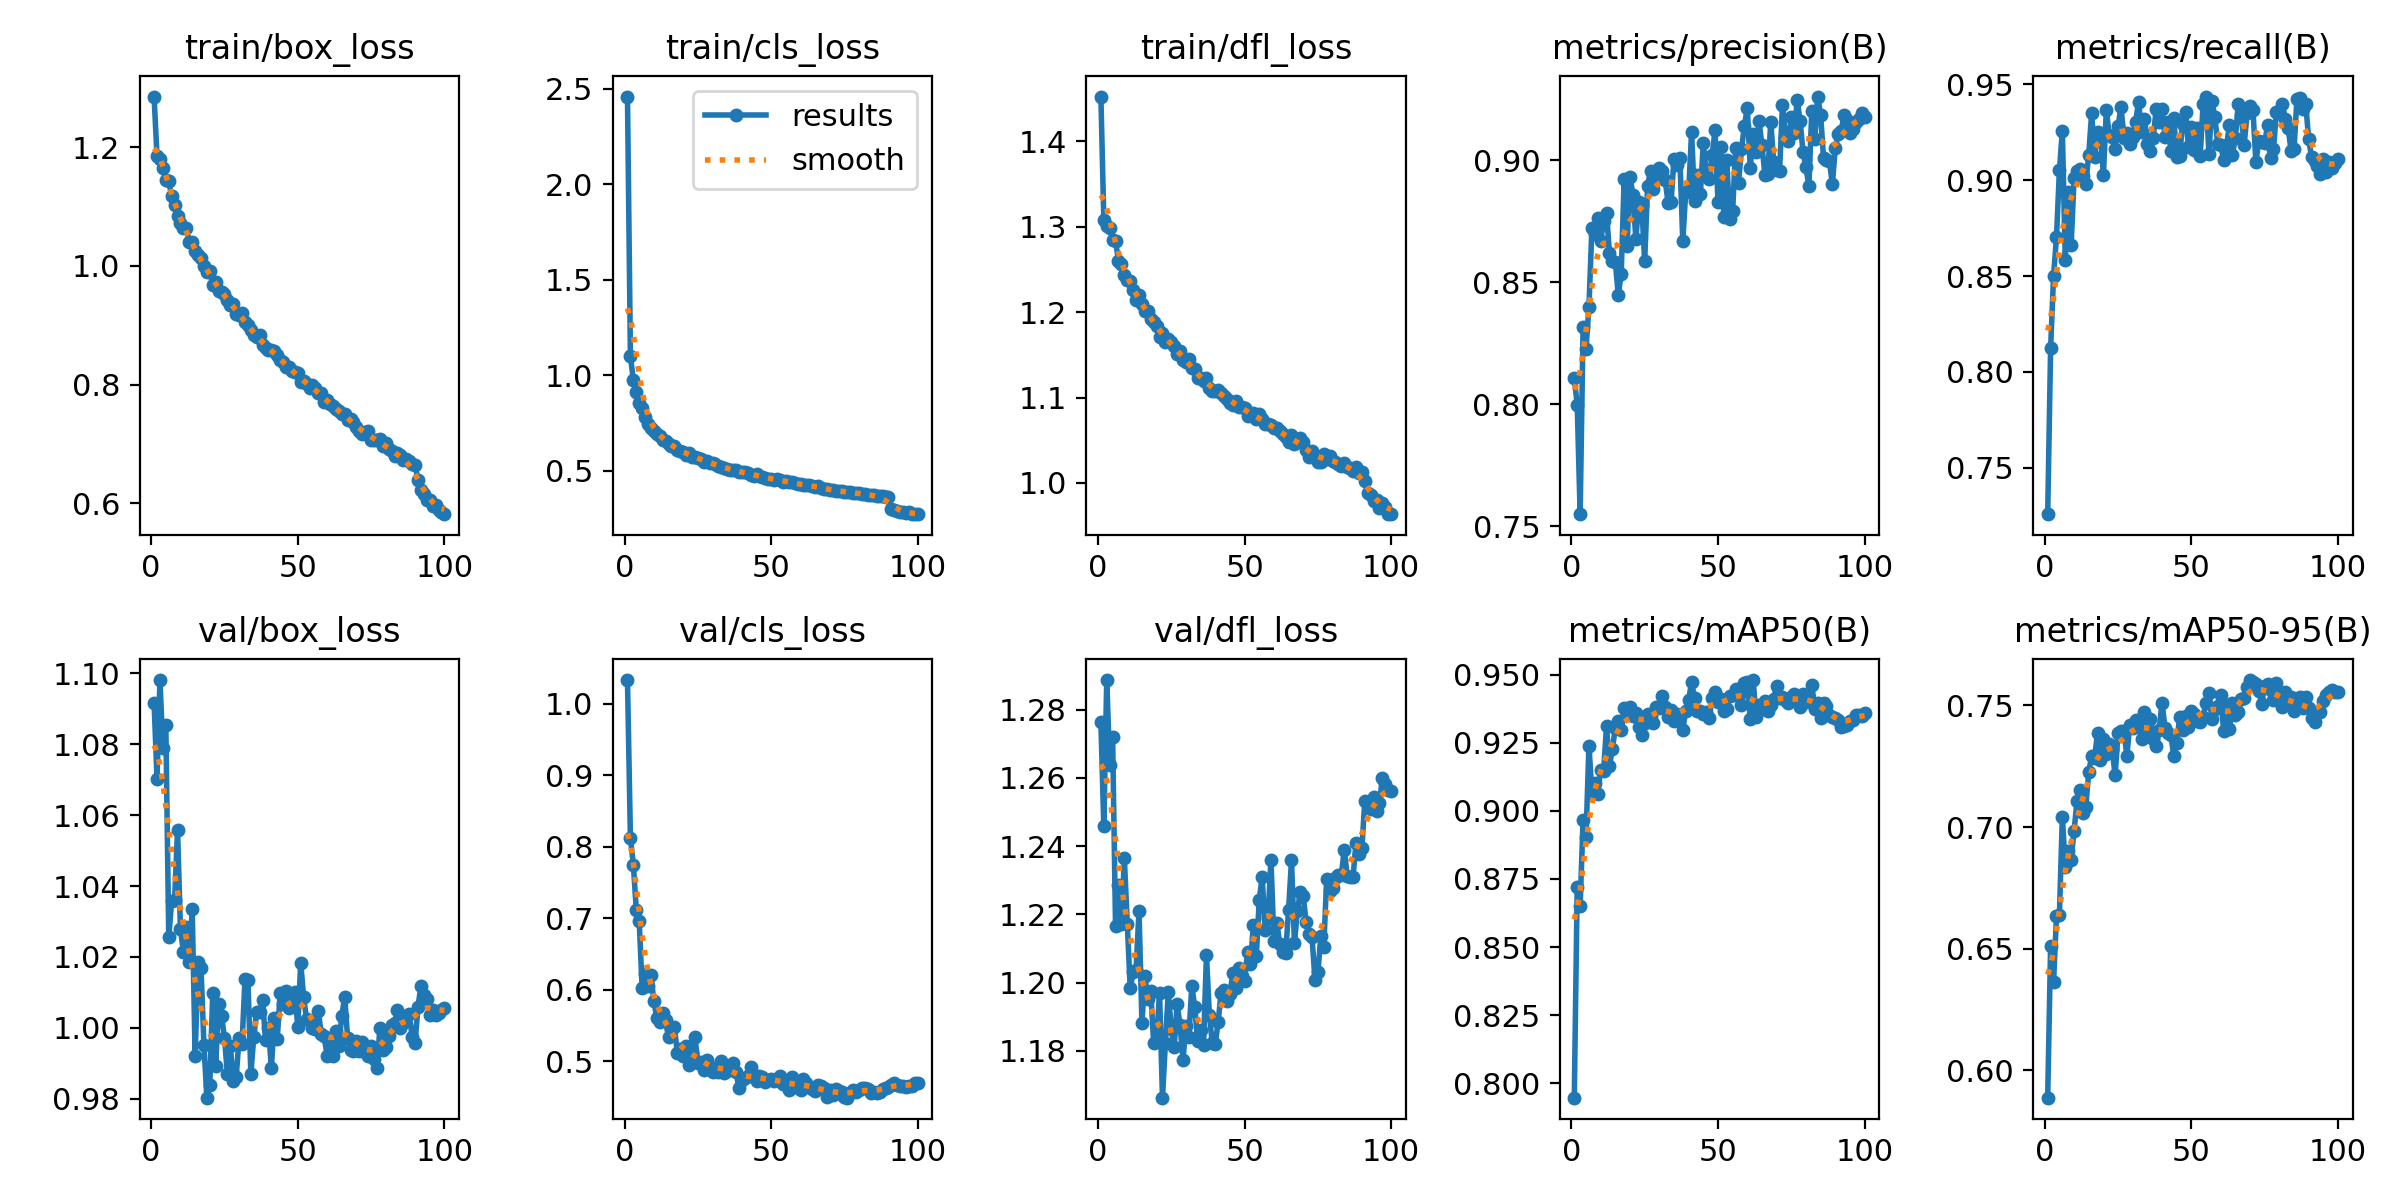 train/box_loss
1.2
1.0
0.8
0.6
0 50 100
train/cls_loss
results
smooth
2.5
2.0
1.5
1.0
0.5
0 50 100
train/dfl_loss
1.4
1.3
1.2
1.1
1.0
0 50 100
metrics/precision(B)
0.90
0.85
0.80
0.75
0 50 100
metrics/recall(B)
0.95
0.90
0.85
0.80
0.75
0 50 100
val/box_loss
1.10
1.08
1.06
1.04
1.02
1.00
0.98
0 50 100
val/cls_loss
1.0
0.9
0.8
0.7
0.6
0.5
0 50 100
val/dfl_loss
1.28
1.26
1.24
1.22
1.20
1.18
0 50 100
metrics/mAP50(B)
0.950
0.925
0.900
0.875
0.850
0.825
0.800
0 50 100
metrics/mAP50-95(B)
0.75
0.70
0.65
0.60
0 50 100